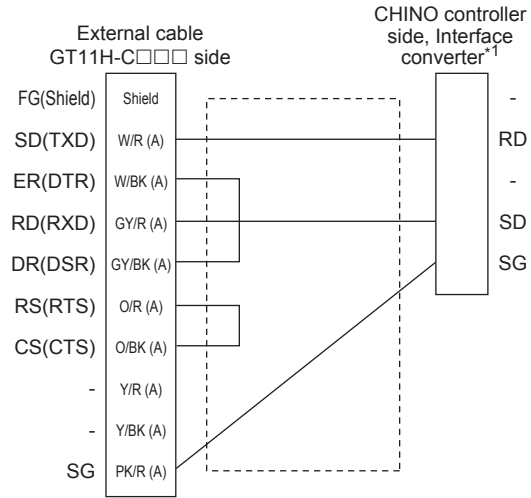 External cable
GT11H-C□□□ side
CHINO controller
side, Interface
converter*1
FG(Shield) Shield -
SD(TXD) W/R (A) RD
ER(DTR) W/BK (A) -
RD(RXD) GY/R (A) SD
DR(DSR) GY/BK (A) SG
RS(RTS) O/R (A)
CS(CTS) O/BK (A)
- Y/R (A)
- Y/BK (A)
SG PK/R (A)